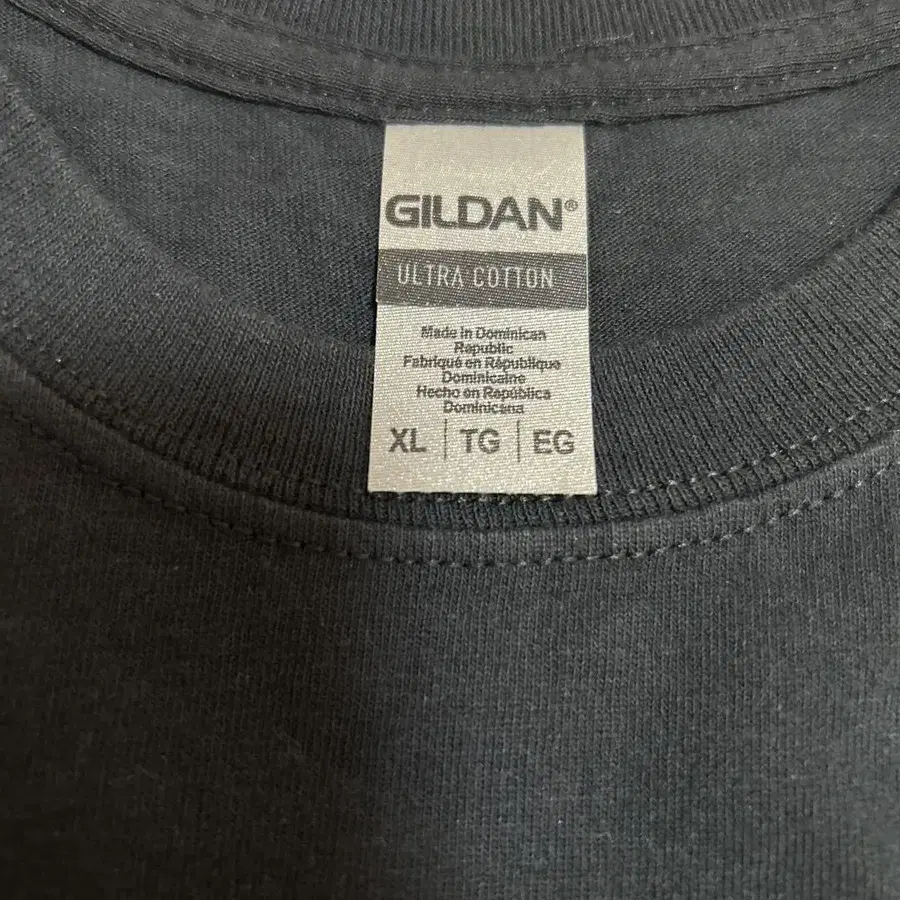 GILDAN®
ULTRA COTTON
Made in Dominican
Republic
Fabriqué en République
Dominicaine
Hecho en República
Dominicana
XL | TG | EG